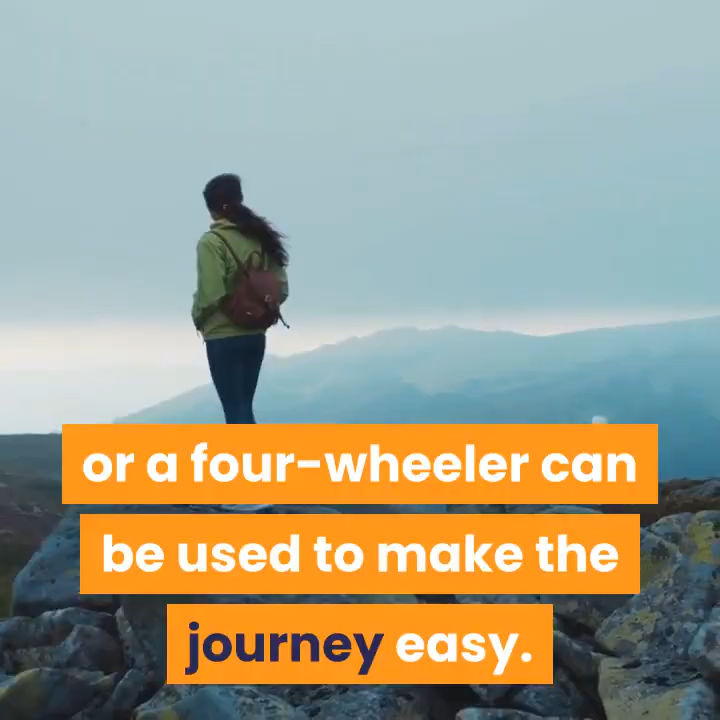 or a four-wheeler can
be used to make the
journey easy.